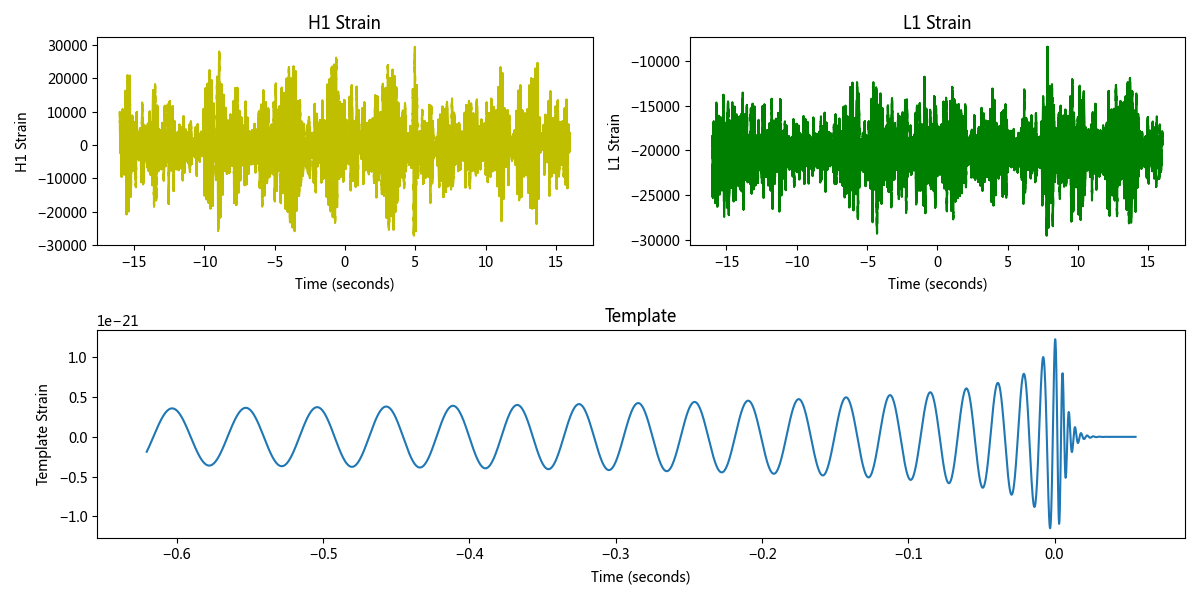 H1 Strain
30000
20000
10000
0
−10000
−20000
−30000
H1 Strain
−15 −10 −5 0 5 10 15
Time (seconds)
L1 Strain
−10000
−15000
−20000
−25000
−30000
L1 Strain
−15 −10 −5 0 5 10 15
Time (seconds)
Template
1e−21
1.0
0.5
0.0
−0.5
−1.0
Template Strain
−0.6 −0.5 −0.4 −0.3 −0.2 −0.1 0.0
Time (seconds)